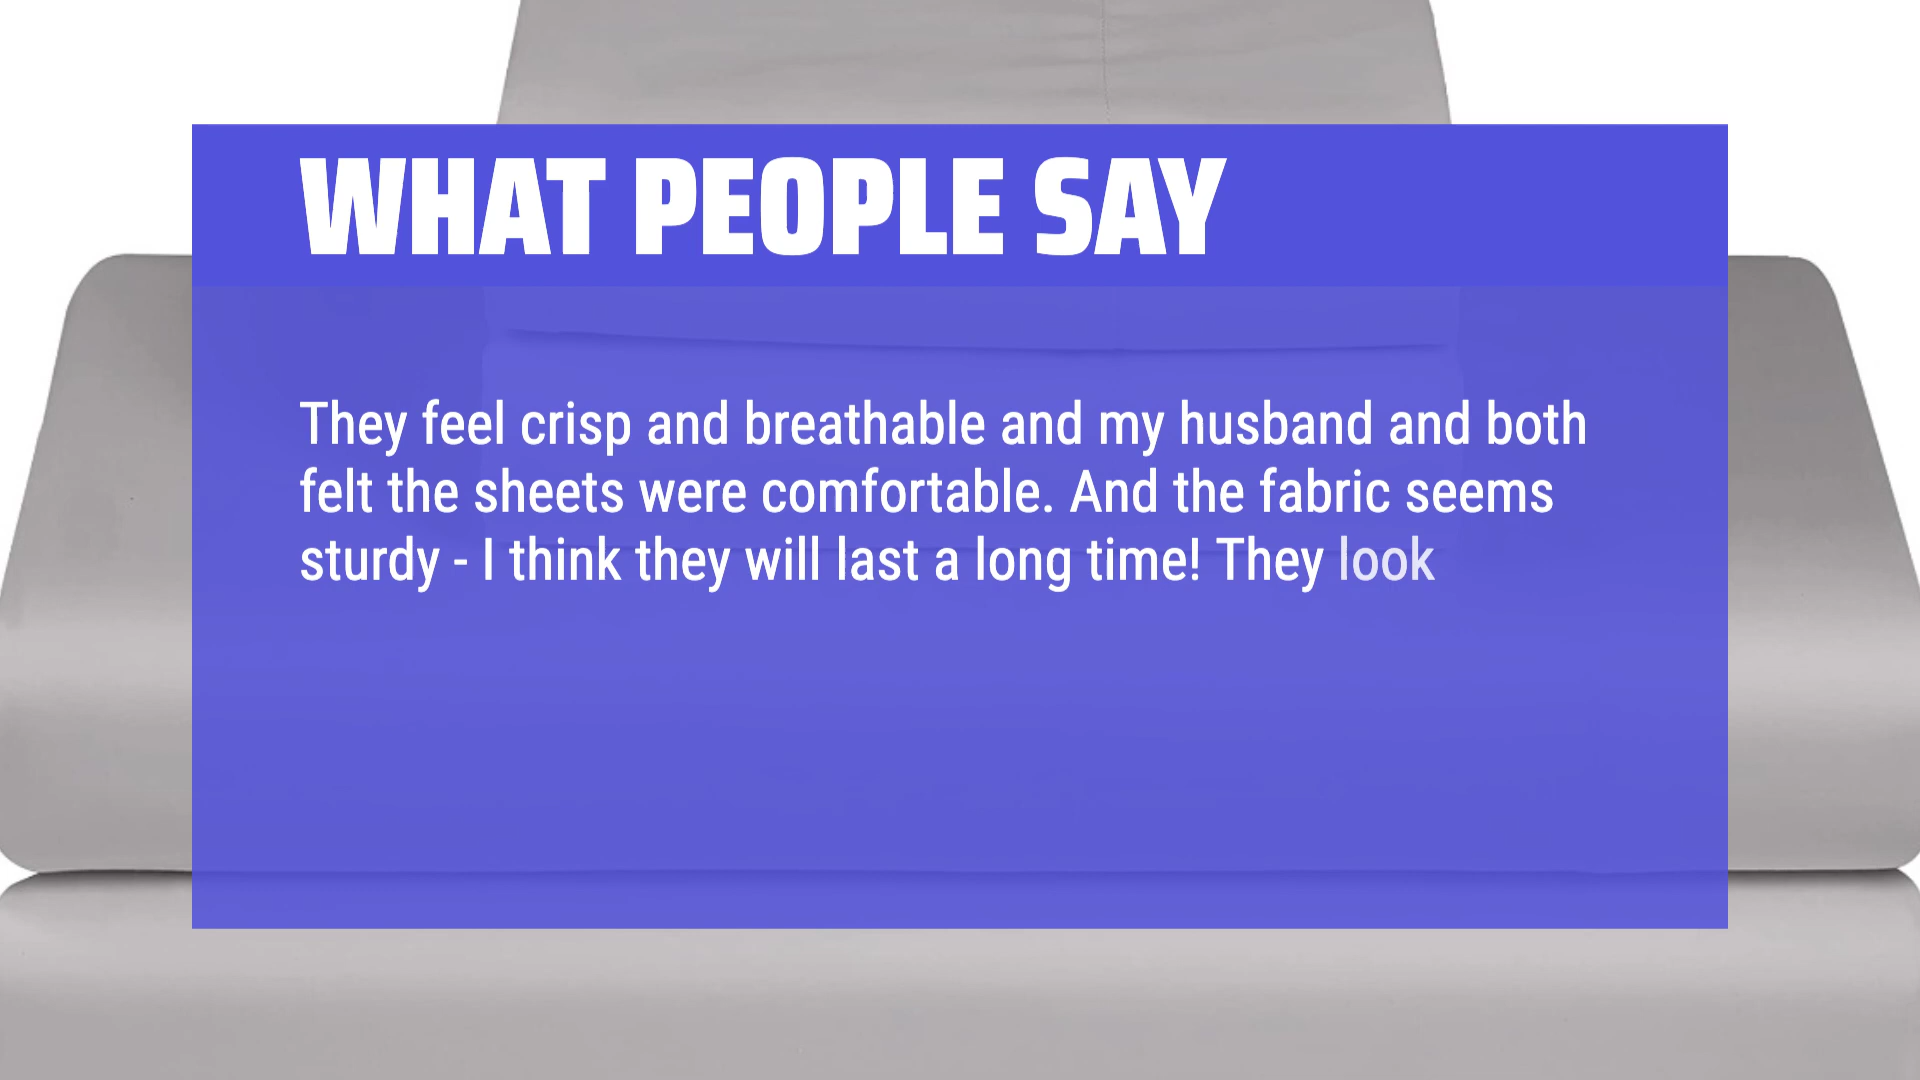 WHAT PEOPLE SAY
They feel crisp and breathable and my husband and both
felt the sheets were comfortable. And the fabric seems
sturdy - I think they will last a long time! They look